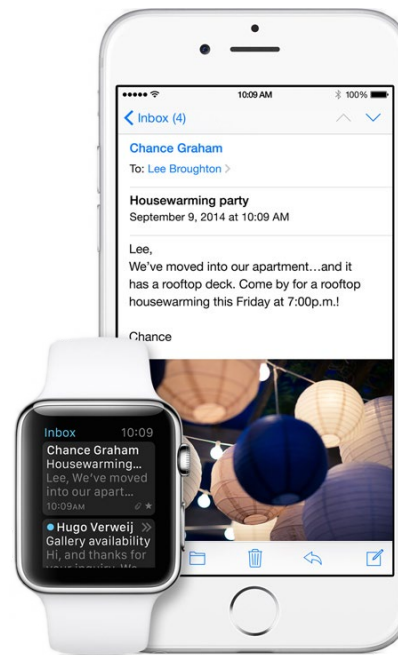 10:09 AM
100%
Inbox (4)
Chance Graham
To: Lee Broughton
Housewarming party
September 9, 2014 at 10:09 AM
Lee,
We've moved into our apartment…and it
has a rooftop deck. Come by for a rooftop
housewarming this Friday at 7:00p.m.!
Chance
Inbox 10:09
Chance Graham
Housewarming...
Lee, We've moved
into our apart...
10:09AM
Hugo Verweij
Gallery availability
Hi, and thanks for
your inquiry. We